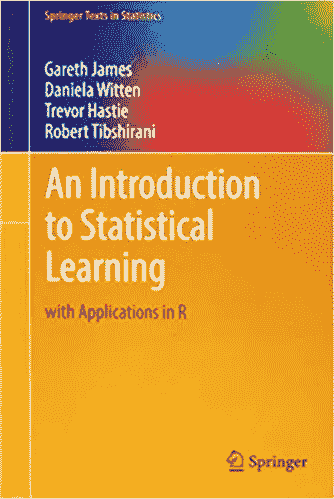 Springer Texts in Statistics
Gareth James
Daniela Witten
Trevor Hastie
Robert Tibshirani
An Introduction
to Statistical
Learning
with Applications in R
Springer